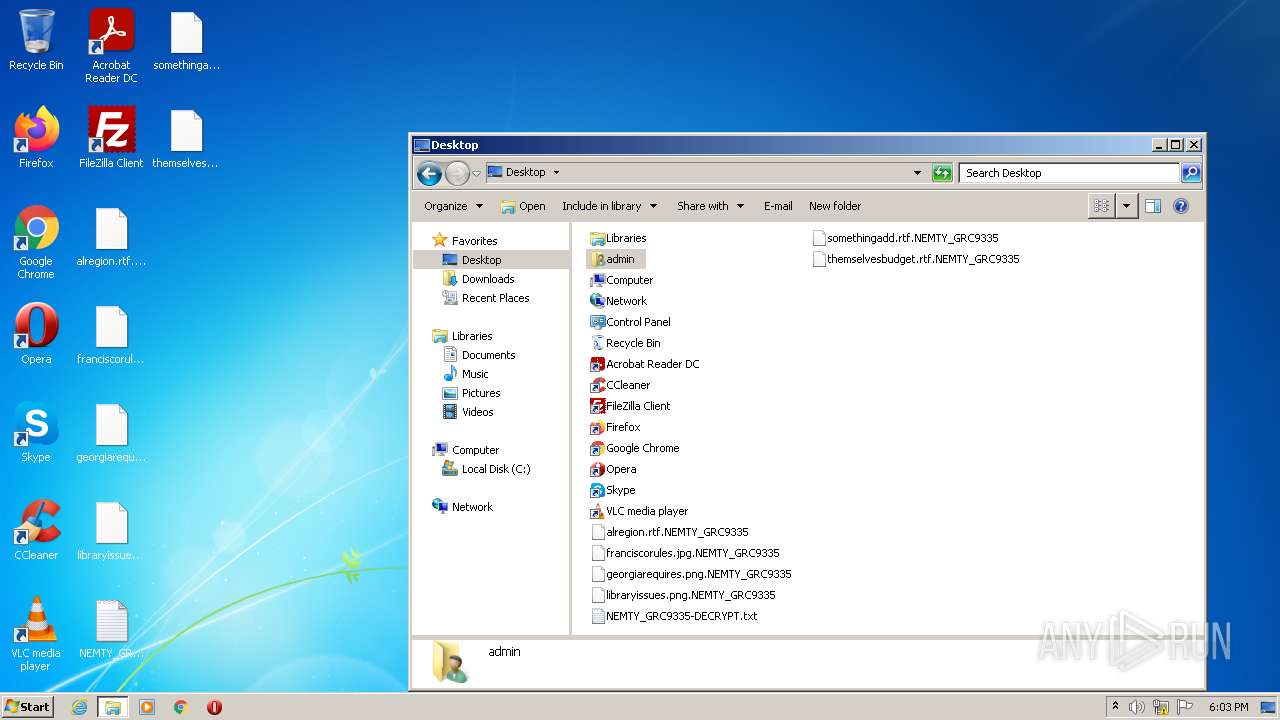 Recycle Bin
Acrobat
Reader DC
somethinga...
Firefox
FileZilla Client
themselves...
Google
Chrome
alregion.rtf....
Opera
franciscorul...
Skype
georgiarequ...
CCleaner
libraryissue...
VLC media
player
NEMTY_GR...
Desktop
Desktop
Search Desktop
Organize
Open
Include in library
Share with
E-mail
New folder
Favorites
Desktop
Downloads
Recent Places
Libraries
Documents
Music
Pictures
Videos
Computer
Local Disk (C:)
Network
Libraries
admin
Computer
Network
Control Panel
Recycle Bin
Acrobat Reader DC
CCleaner
FileZilla Client
Firefox
Google Chrome
Opera
Skype
VLC media player
alregion.rtf.NEMTY_GRC9335
franciscorules.jpg.NEMTY_GRC9335
georgiarequires.png.NEMTY_GRC9335
libraryissues.png.NEMTY_GRC9335
NEMTY_GRC9335-DECRYPT.txt
somethingadd.rtf.NEMTY_GRC9335
themselvesbudget.rtf.NEMTY_GRC9335
admin
ANY RUN
Start
6:03 PM